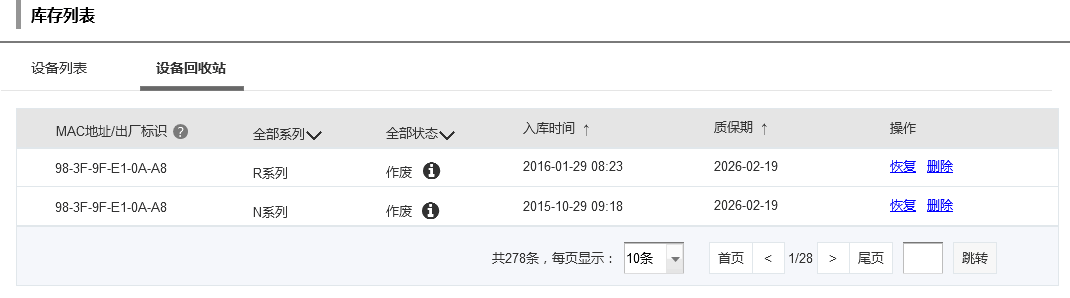 库存列表
设备列表 设备回收站
MAC地址/出厂标识 ? 全部系列 全部状态 入库时间 ↑ 质保期 ↑ 操作
98-3F-9F-E1-0A-A8 R系列 作废 2016-01-29 08:23 2026-02-19 恢复 删除
98-3F-9F-E1-0A-A8 N系列 作废 2015-10-29 09:18 2026-02-19 恢复 删除
共278条，每页显示： 10条 首页 < 1/28 > 尾页 跳转